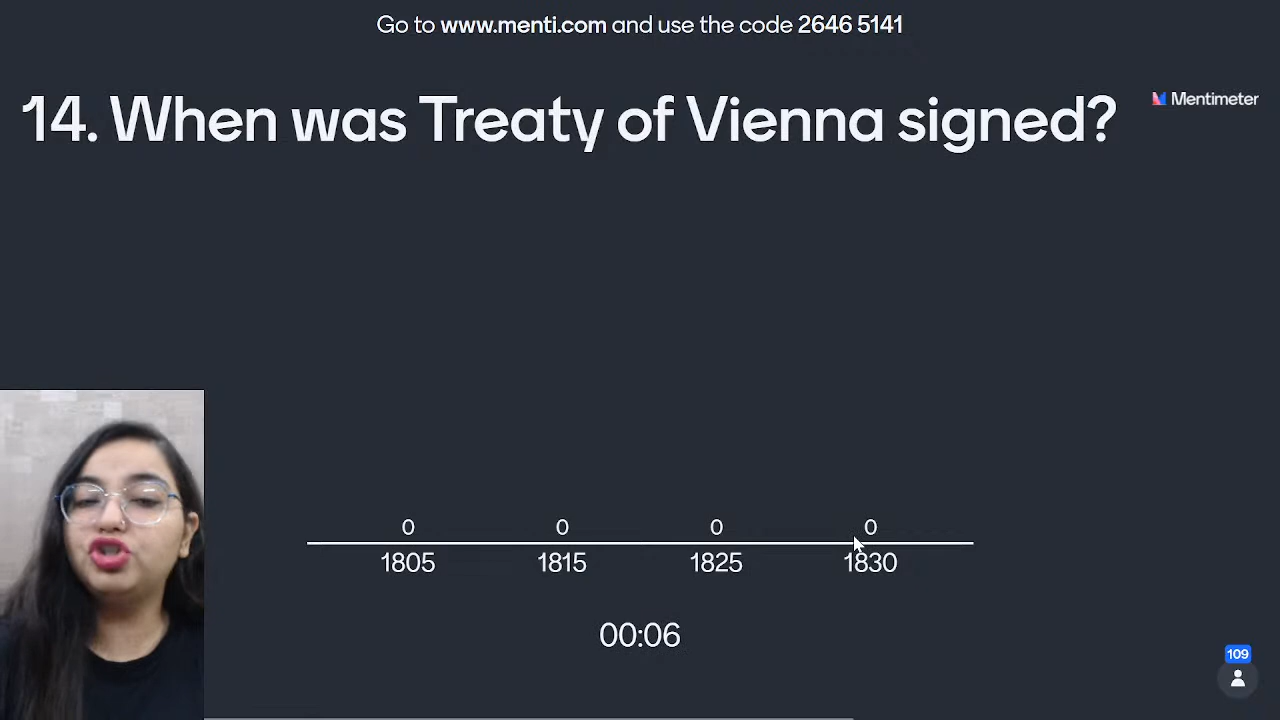 Go to www.menti.com and use the code 2646 5141
14. When was Treaty of Vienna signed?
Mentimeter
0 0 0 0
1805 1815 1825 1830
00:06
109